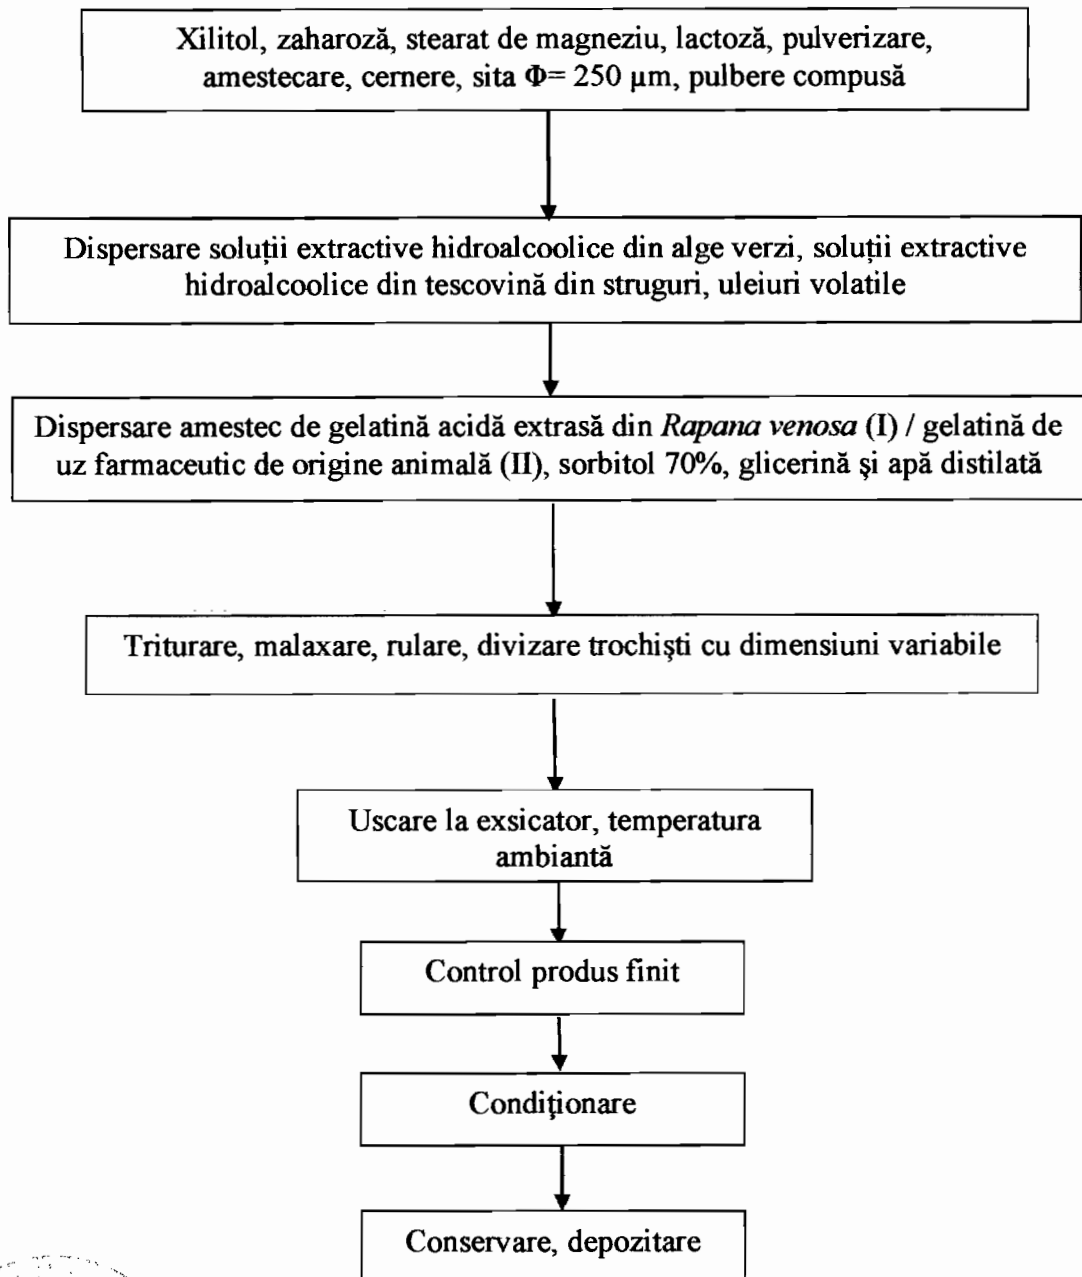 Xilitol, zaharoză, stearat de magneziu, lactoză, pulverizare,
amestecare, cernere, sita Φ= 250 µm, pulbere compusă
Dispersare soluții extractive hidroalcoolice din alge verzi, soluții extractive
hidroalcoolice din tescovină din struguri, uleiuri volatile
Dispersare amestec de gelatină acidă extrasă din Rapana venosa (I) / gelatină de
uz farmaceutic de origine animală (II), sorbitol 70%, glicerină şi apă distilată
Triturare, malaxare, rulare, divizare trochişti cu dimensiuni variabile
Uscare la exsicator, temperatura
ambiantă
Control produs finit
Condiţionare
Conservare, depozitare